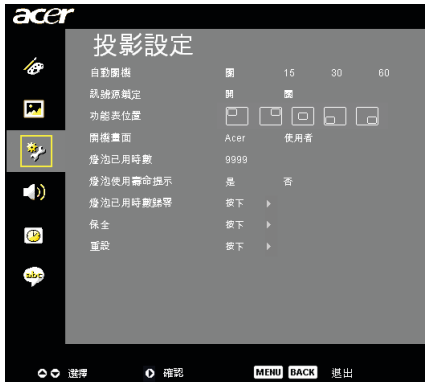 acer
投影設定
自動關機 關 15 30 60
訊號源鎖定 開 關
功能表位置
開機畫面 Acer 使用者
燈泡已用時數 9999
燈泡使用壽命提示 是 否
燈泡已用時數歸零 按下
保全 按下
重設 按下
abc
選擇 確認 MENU BACK 退出